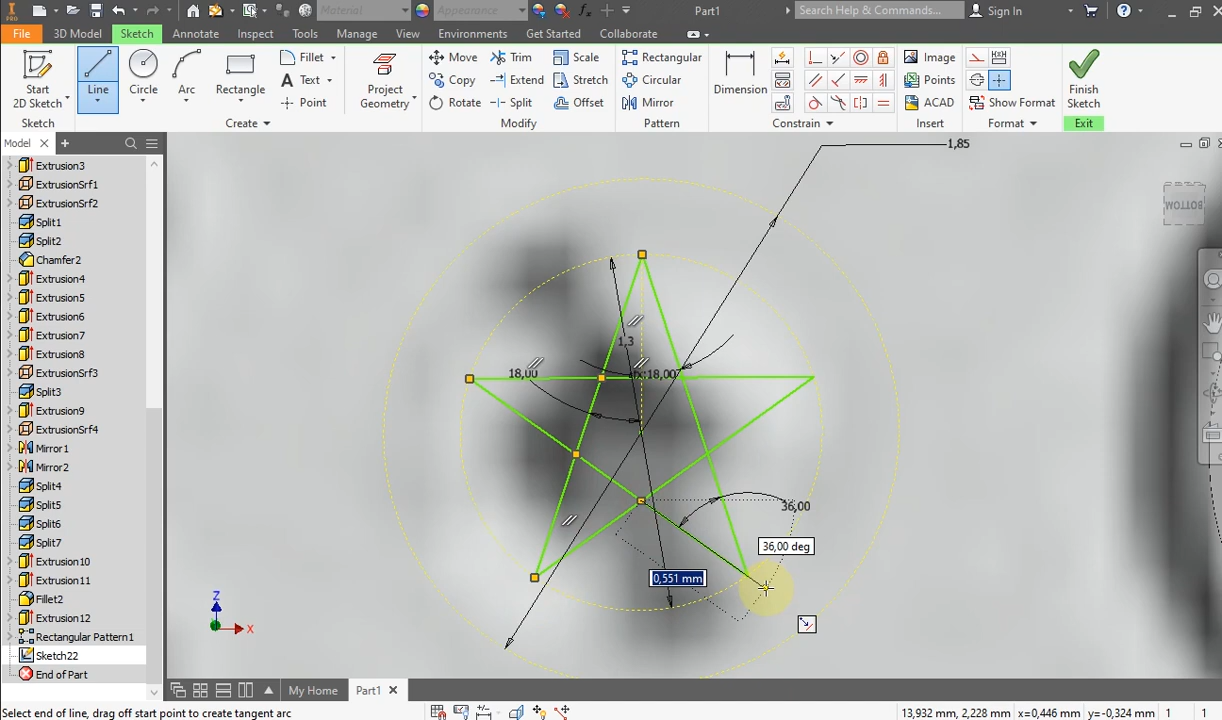 PRO
Material
Appearance
Part1
Search Help & Commands...
Sign In
File
3D Model
Sketch
Annotate
Inspect
Tools
Manage
View
Environments
Get Started
Collaborate
Start
2D Sketch
Line
Circle
Arc
Rectangle
Fillet
Text
Point
Project
Geometry
Move
Copy
Rotate
Trim
Extend
Split
Scale
Stretch
Offset
Rectangular
Circular
Mirror
Dimension
Image
Points
ACAD
Show Format
Finish
Sketch
Sketch
Create
Modify
Pattern
Constrain
Insert
Format
Exit
Model
Extrusion3
ExtrusionSrf1
ExtrusionSrf2
Split1
Split2
Chamfer2
Extrusion4
Extrusion5
Extrusion6
Extrusion7
Extrusion8
ExtrusionSrf3
Split3
Extrusion9
ExtrusionSrf4
Mirror1
Mirror2
Split4
Split5
Split6
Split7
Extrusion10
Extrusion11
Fillet2
Extrusion12
Rectangular Pattern1
Sketch22
End of Part
1,85
BOTTOM
1,3
18,00
18,00
36,00
36,00 deg
0,551 mm
Z
X
My Home
Part1
Select end of line, drag off start point to create tangent arc
13,932 mm, 2,228 mm
x=0,446 mm
y=-0,324 mm
1
1